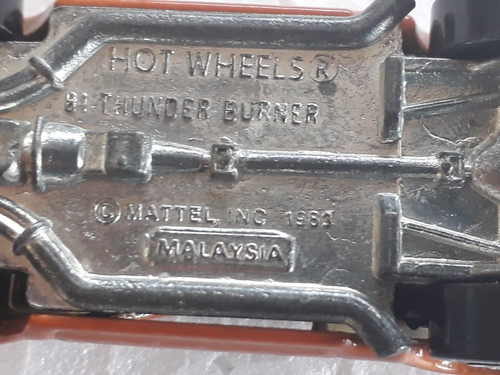 HOT WHEELS®
81-THUNDER BURNER
© MATTEL INC 1983
MALAYSIA